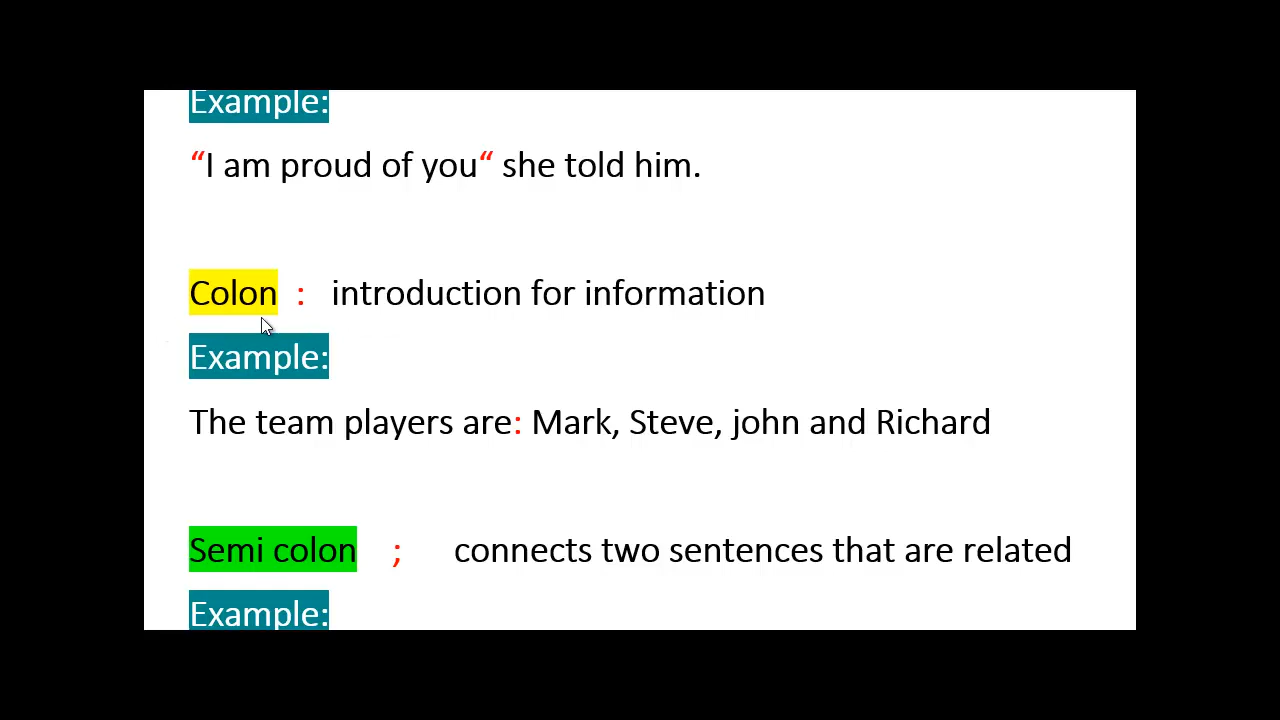 Example:
“I am proud of you“ she told him.
Colon : introduction for information
Example:
The team players are: Mark, Steve, john and Richard
Semi colon ; connects two sentences that are related
Example: